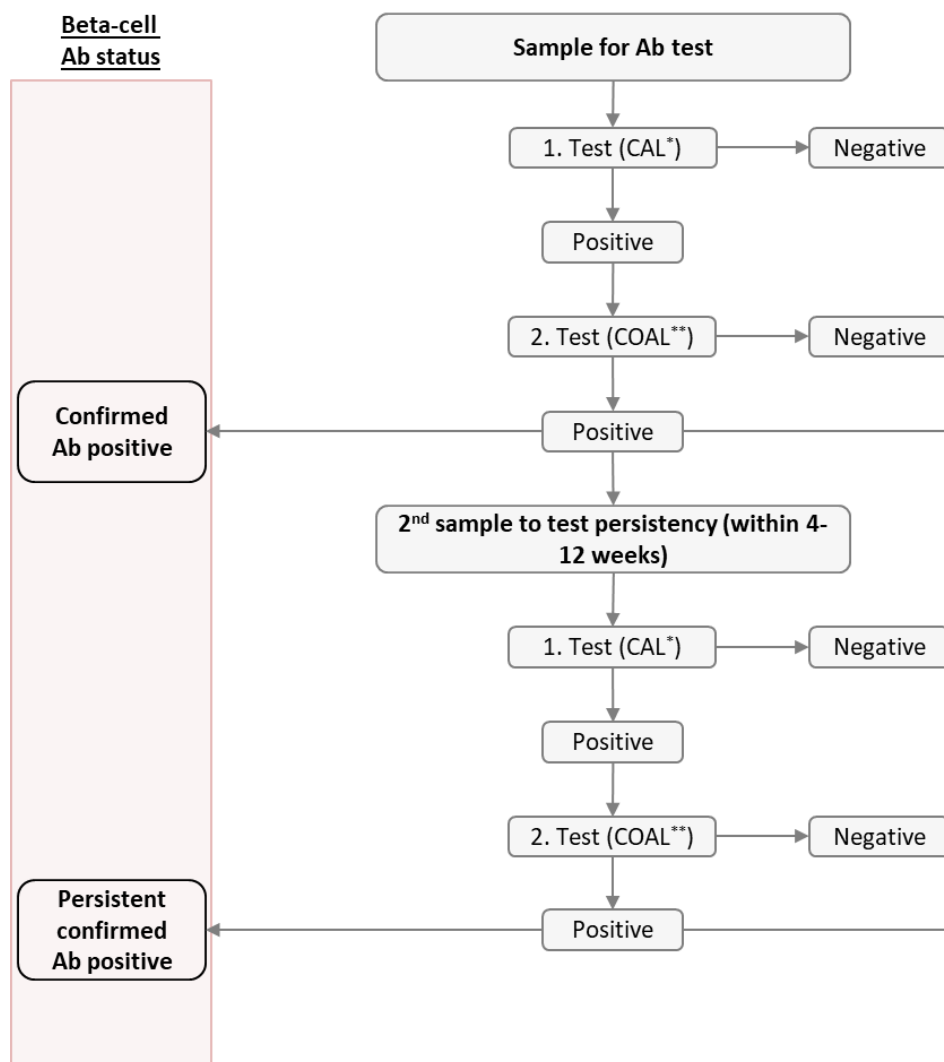 Beta-cell
Ab status
Sample for Ab test
1. Test (CAL*)
Negative
Positive
2. Test (COAL**)
Negative
Confirmed
Ab positive
Positive
2nd sample to test persistency (within 4-
12 weeks)
1. Test (CAL*)
Negative
Positive
2. Test (COAL**)
Negative
Persistent
confirmed
Ab positive
Positive